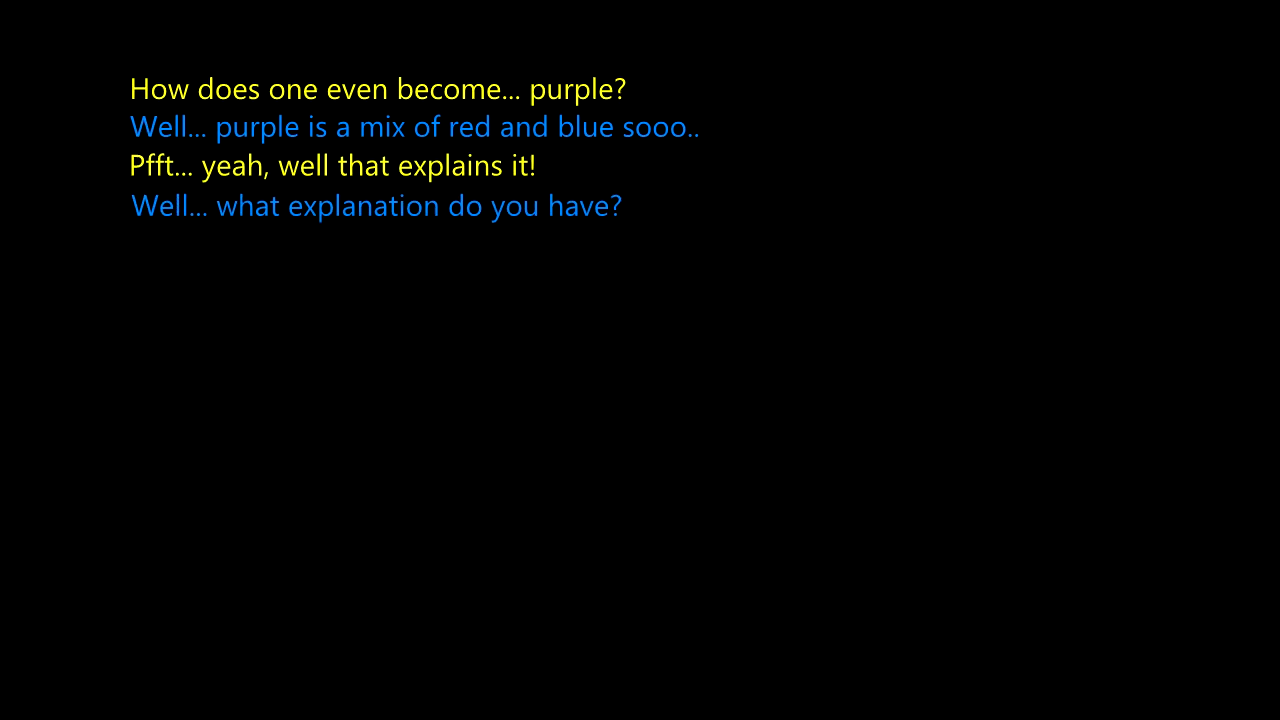 How does one even become... purple?
Well... purple is a mix of red and blue sooo..
Pfft... yeah, well that explains it!
Well... what explanation do you have?